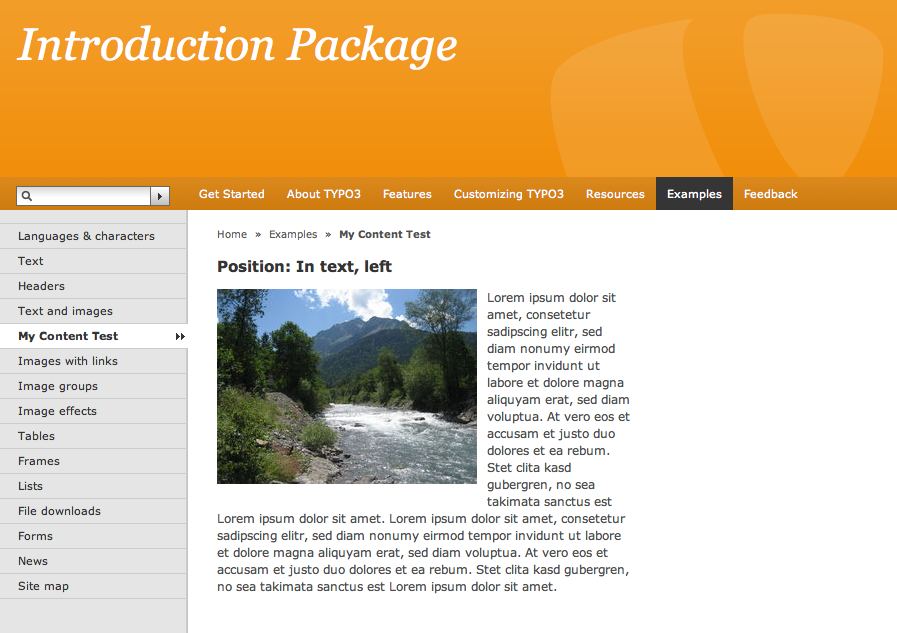 Introduction Package
Get Started About TYPO3 Features Customizing TYPO3 Resources Examples Feedback
Languages & characters
Text
Headers
Text and images
My Content Test
Images with links
Image groups
Image effects
Tables
Frames
Lists
File downloads
Forms
News
Site map
Home » Examples » My Content Test
Position: In text, left
Lorem ipsum dolor sit
amet, consetetur
sadipscing elitr, sed
diam nonumy eirmod
tempor invidunt ut
labore et dolore magna
aliquyam erat, sed diam
voluptua. At vero eos et
accusam et justo duo
dolores et ea rebum.
Stet clita kasd
gubergren, no sea
takimata sanctus est
Lorem ipsum dolor sit amet. Lorem ipsum dolor sit amet, consetetur
sadipscing elitr, sed diam nonumy eirmod tempor invidunt ut labore
et dolore magna aliquyam erat, sed diam voluptua. At vero eos et
accusam et justo duo dolores et ea rebum. Stet clita kasd gubergren,
no sea takimata sanctus est Lorem ipsum dolor sit amet.